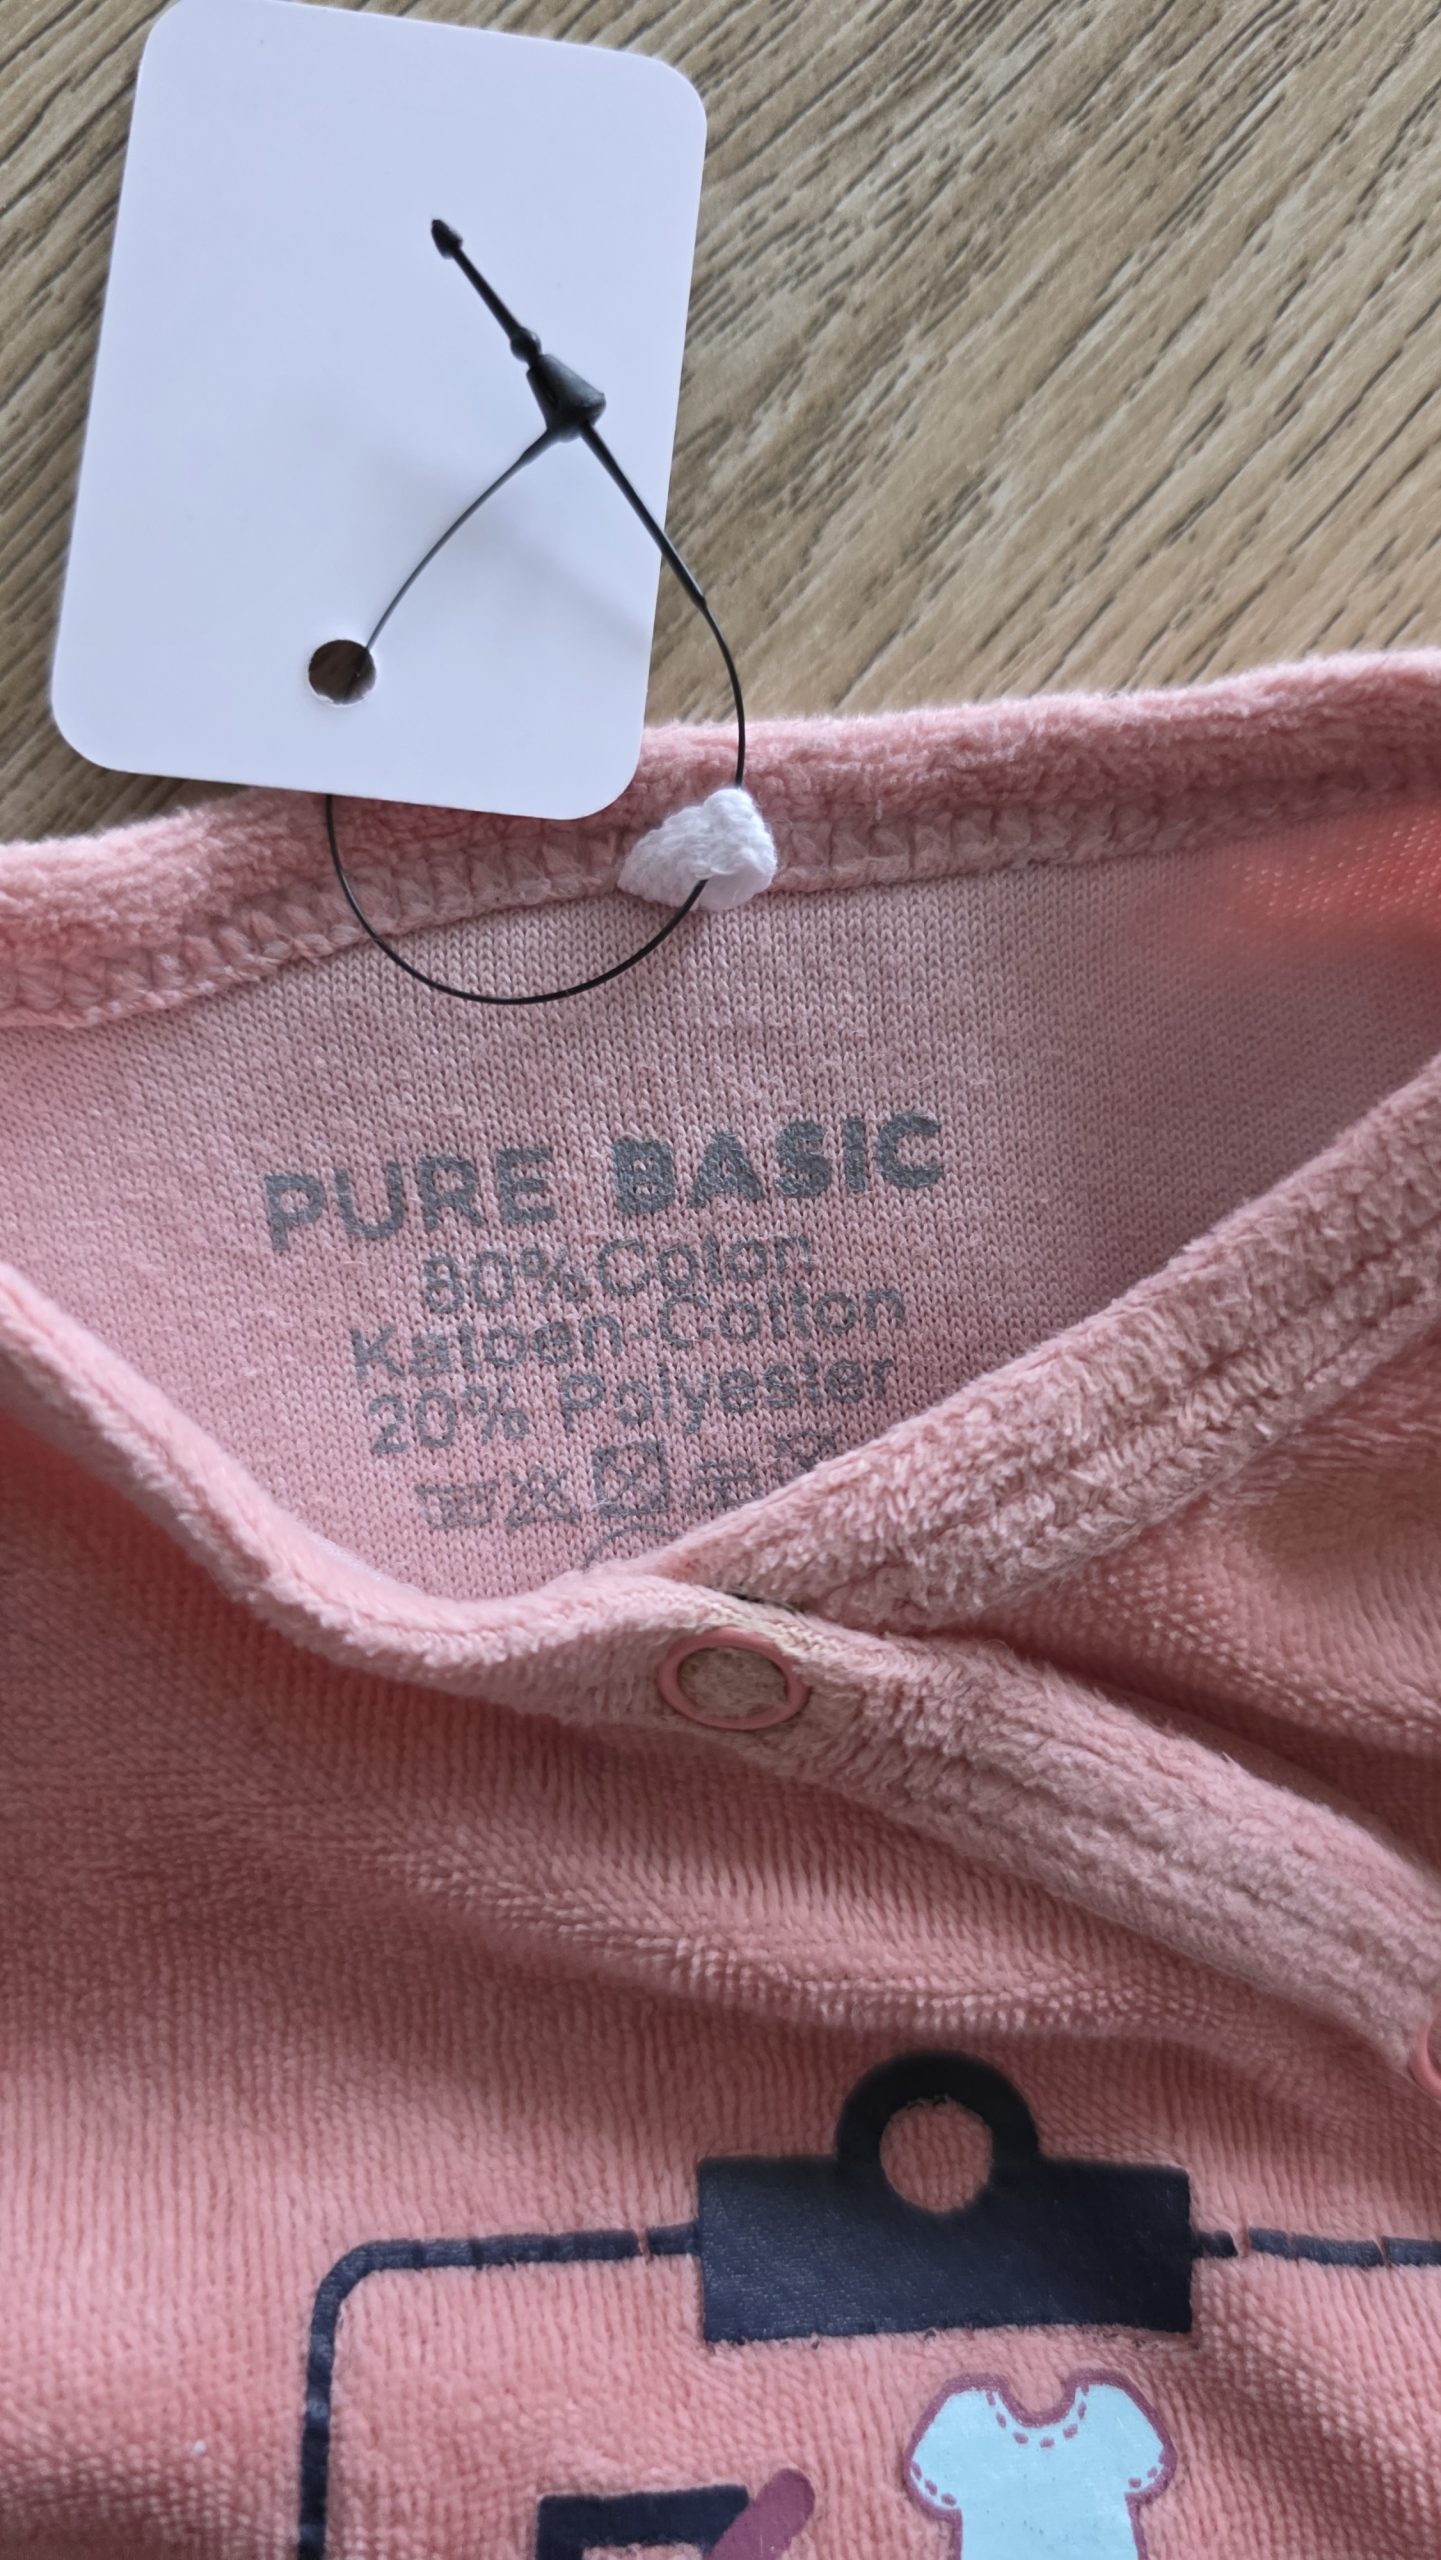 PURE BASIC
80% Coton
Katoen-Cotton
20% Polyester